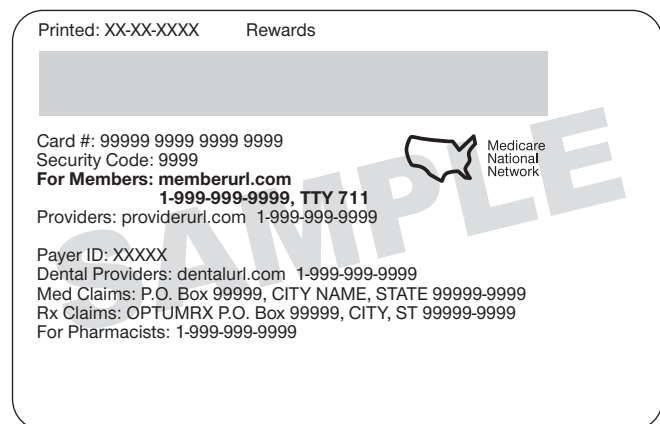 Printed: XX-XX-XXXX Rewards
Card #: 99999 9999 9999 9999
Security Code: 9999
Medicare
National
Network
For Members: memberurl.com
1-999-999-9999, TTY 711
Providers: providerurl.com 1-999-999-9999
Payer ID: XXXXX
Dental Providers: dentalurl.com 1-999-999-9999
Med Claims: P.O. Box 99999, CITY NAME, STATE 99999-9999
Rx Claims: OPTUMRX P.O. Box 99999, CITY, ST 99999-9999
For Pharmacists: 1-999-999-9999
SAMPLE